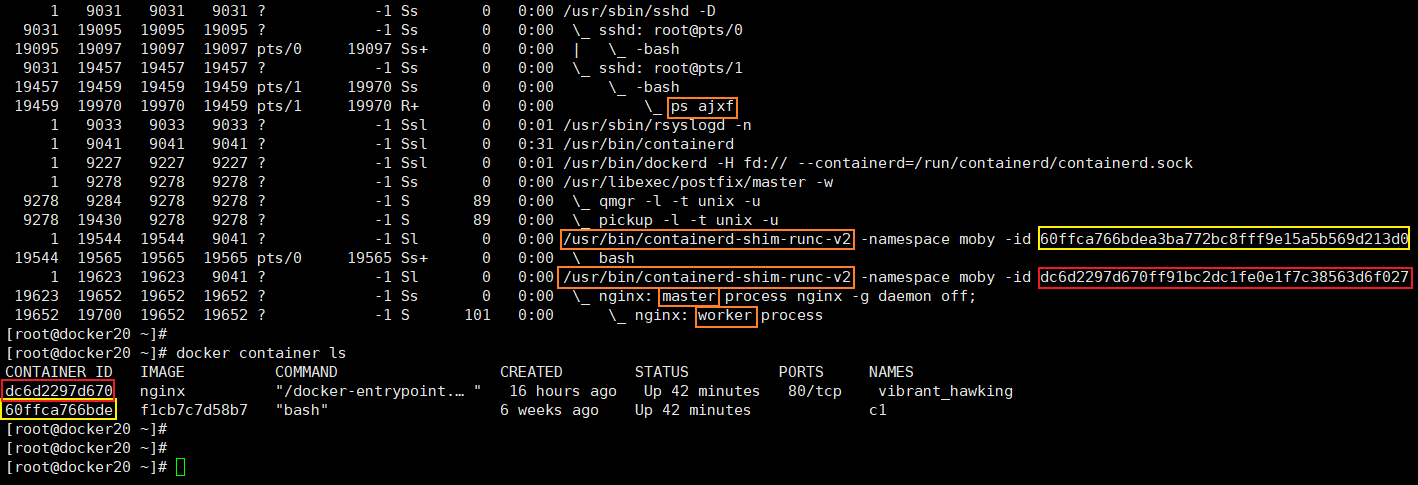 1 9031 9031 9031 ? -1 Ss 0 0:00 /usr/sbin/sshd -D
9031 19095 19095 19095 ? -1 Ss 0 0:00 \_ sshd: root@pts/0
19095 19097 19097 19097 pts/0 19097 Ss+ 0 0:00 | \_ -bash
9031 19457 19457 19457 ? -1 Ss 0 0:00 \_ sshd: root@pts/1
19457 19459 19459 19459 pts/1 19970 Ss 0 0:00 \_ -bash
19459 19970 19970 19459 pts/1 19970 R+ 0 0:00 \_ ps ajxf
1 9033 9033 9033 ? -1 Ssl 0 0:01 /usr/sbin/rsyslogd -n
1 9041 9041 9041 ? -1 Ssl 0 0:31 /usr/bin/containerd
1 9227 9227 9227 ? -1 Ssl 0 0:01 /usr/bin/dockerd -H fd:// --containerd=/run/containerd/containerd.sock
1 9278 9278 9278 ? -1 Ss 0 0:00 /usr/libexec/postfix/master -w
9278 9284 9278 9278 ? -1 S 89 0:00 \_ qmgr -l -t unix -u
9278 19430 9278 9278 ? -1 S 89 0:00 \_ pickup -l -t unix -u
1 19544 19544 9041 ? -1 Sl 0 0:00 /usr/bin/containerd-shim-runc-v2 -namespace moby -id 60ffca766bdea3ba772bc8fff9e15a5b569d213d0
19544 19565 19565 19565 pts/0 19565 Ss+ 0 0:00 \_ bash
1 19623 19623 9041 ? -1 Sl 0 0:00 /usr/bin/containerd-shim-runc-v2 -namespace moby -id dc6d2297d670ff91bc2dc1fe0e1f7c38563d6f027
19623 19652 19652 19652 ? -1 Ss 0 0:00 \_ nginx: master process nginx -g daemon off;
19652 19700 19652 19652 ? -1 S 101 0:00 \_ nginx: worker process
[root@docker20 ~]#
[root@docker20 ~]# docker container ls
CONTAINER ID IMAGE COMMAND CREATED STATUS PORTS NAMES
dc6d2297d670 nginx "/docker-entrypoint.… " 16 hours ago Up 42 minutes 80/tcp vibrant_hawking
60ffca766bde f1cb7c7d58b7 "bash" 6 weeks ago Up 42 minutes c1
[root@docker20 ~]#
[root@docker20 ~]#
[root@docker20 ~]#